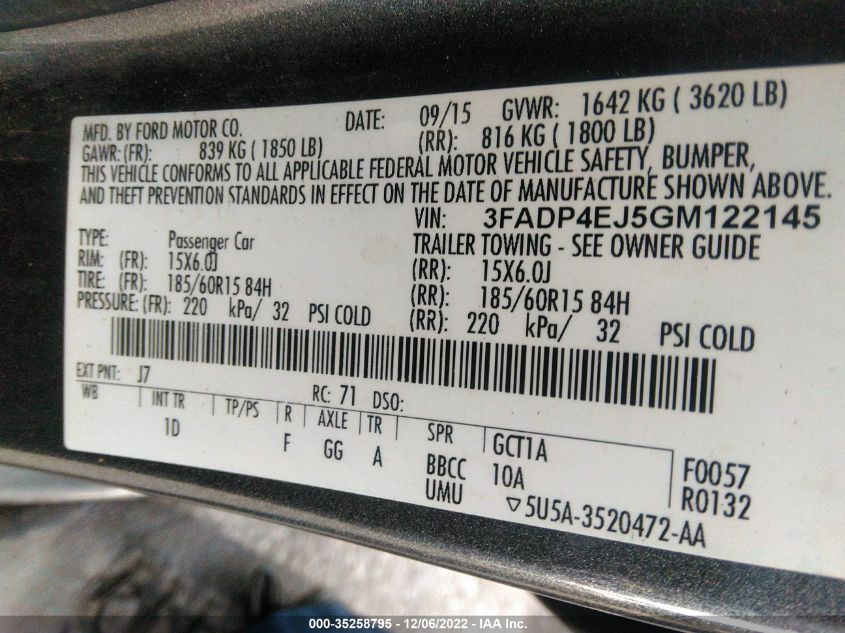 MFD. BY FORD MOTOR CO. DATE: 09/15 GVWR: 1642 KG ( 3620 LB)
GAWR: (FR): 839 KG ( 1850 LB) (RR): 816 KG ( 1800 LB)
THIS VEHICLE CONFORMS TO ALL APPLICABLE FEDERAL MOTOR VEHICLE SAFETY, BUMPER,
AND THEFT PREVENTION STANDARDS IN EFFECT ON THE DATE OF MANUFACTURE SHOWN ABOVE.
VIN: 3FADP4EJ5GM122145
TYPE: Passenger Car TRAILER TOWING - SEE OWNER GUIDE
RIM: (FR): 15X6.0J (RR): 15X6.0J
TIRE: (FR): 185/60R15 84H (RR): 185/60R15 84H
PRESSURE: (FR): 220 kPa/ 32 PSI COLD (RR): 220 kPa/ 32 PSI COLD
EXT PNT: J7 RC: 71 DSO:
WB INT TR TP/PS R AXLE TR SPR GCT1A
1D F GG A BBCC 10A F0057
UMU ▽5U5A-3520472-AA R0132
000-35258795 • 12/06/2022 - IAA Inc.